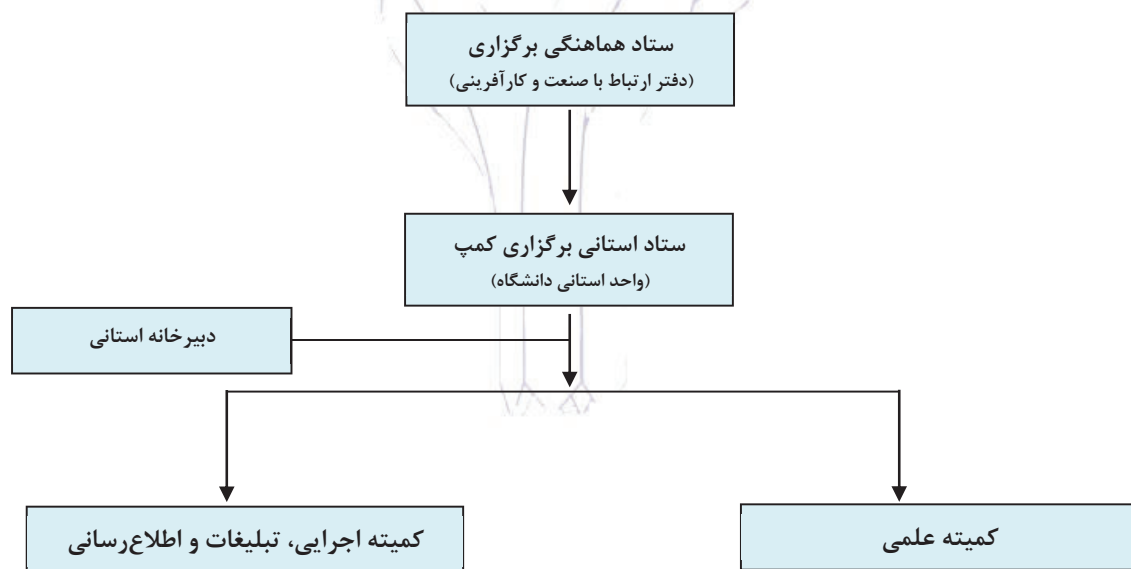 ستاد هماهنگی برگزاری
(دفتر ارتباط با صنعت و کارآفرینی)
ستاد استانی برگزاری کمپ
(واحد استانی دانشگاه)
دبیرخانه استانی
کمیته علمی
کمیته اجرایی، تبلیغات و اطلاع‌رسانی